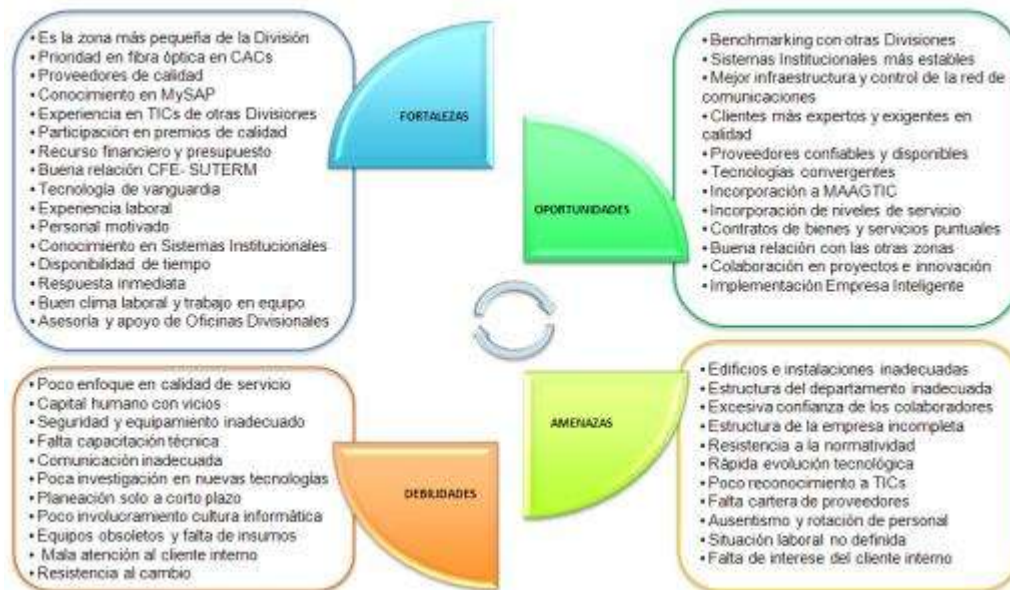 • Es la zona más pequeña de la División
• Prioridad en fibra óptica en CACs
• Proveedores de calidad
• Conocimiento en MySAP
• Experiencia en TICs de otras Divisiones
• Participación en premios de calidad
• Recurso financiero y presupuesto
• Buena relación CFE- SUTERM
• Tecnología de vanguardia
• Experiencia laboral
• Personal motivado
• Conocimiento en Sistemas Institucionales
• Disponibilidad de tiempo
• Respuesta inmediata
• Buen clima laboral y trabajo en equipo
• Asesoría y apoyo de Oficinas Divisionales
FORTALEZAS
OPORTUNIDADES
• Benchmarking con otras Divisiones
• Sistemas Institucionales más estables
• Mejor infraestructura y control de la red de
comunicaciones
• Clientes más expertos y exigentes en
calidad
• Proveedores confiables y disponibles
• Tecnologías convergentes
• Incorporación a MAAGTIC
• Incorporación de niveles de servicio
• Contratos de bienes y servicios puntuales
• Buena relación con las otras zonas
• Colaboración en proyectos e innovación
• Implementación Empresa Inteligente
• Poco enfoque en calidad de servicio
• Capital humano con vicios
• Seguridad y equipamiento inadecuado
• Falta capacitación técnica
• Comunicación inadecuada
• Poca investigación en nuevas tecnologías
• Planeación solo a corto plazo
• Poco involucramiento cultura informática
• Equipos obsoletos y falta de insumos
• Mala atención al cliente interno
• Resistencia al cambio
DEBILIDADES
AMENAZAS
• Edificios e instalaciones inadecuadas
• Estructura del departamento inadecuada
• Excesiva confianza de los colaboradores
• Estructura de la empresa incompleta
• Resistencia a la normatividad
• Rápida evolución tecnológica
• Poco reconocimiento a TICs
• Falta cartera de proveedores
• Ausentismo y rotación de personal
• Situación laboral no definida
• Falta de interese del cliente interno